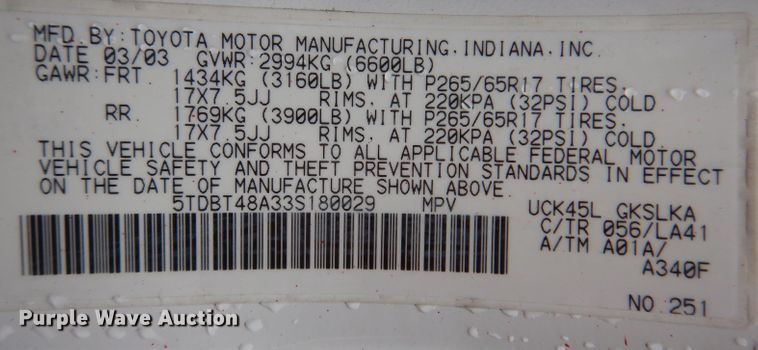 MFD.BY:TOYOTA MOTOR MANUFACTURING.INDIANA.INC.
DATE 03/03 GVWR:2994KG (6600LB)
GAWR:FRT 1434KG (3160LB) WITH P265/65R17 TIRES.
17X7.5JJ RIMS. AT 220KPA (32PSI) COLD.
RR. 1769KG (3900LB) WITH P265/65R17 TIRES.
17X7.5JJ RIMS. AT 220KPA (32PSI) COLD.
THIS VEHICLE CONFORMS TO ALL APPLICABLE FEDERAL MOTOR
VEHICLE SAFETY AND THEFT PREVENTION STANDARDS IN EFFECT
ON THE DATE OF MANUFACTURE SHOWN ABOVE.
5TDBT48A33S180029 MPV UCK45L GKSLKA
C/TR 056/LA41
A/TM A01A/
A340F
NO.251
Purple Wave Auction